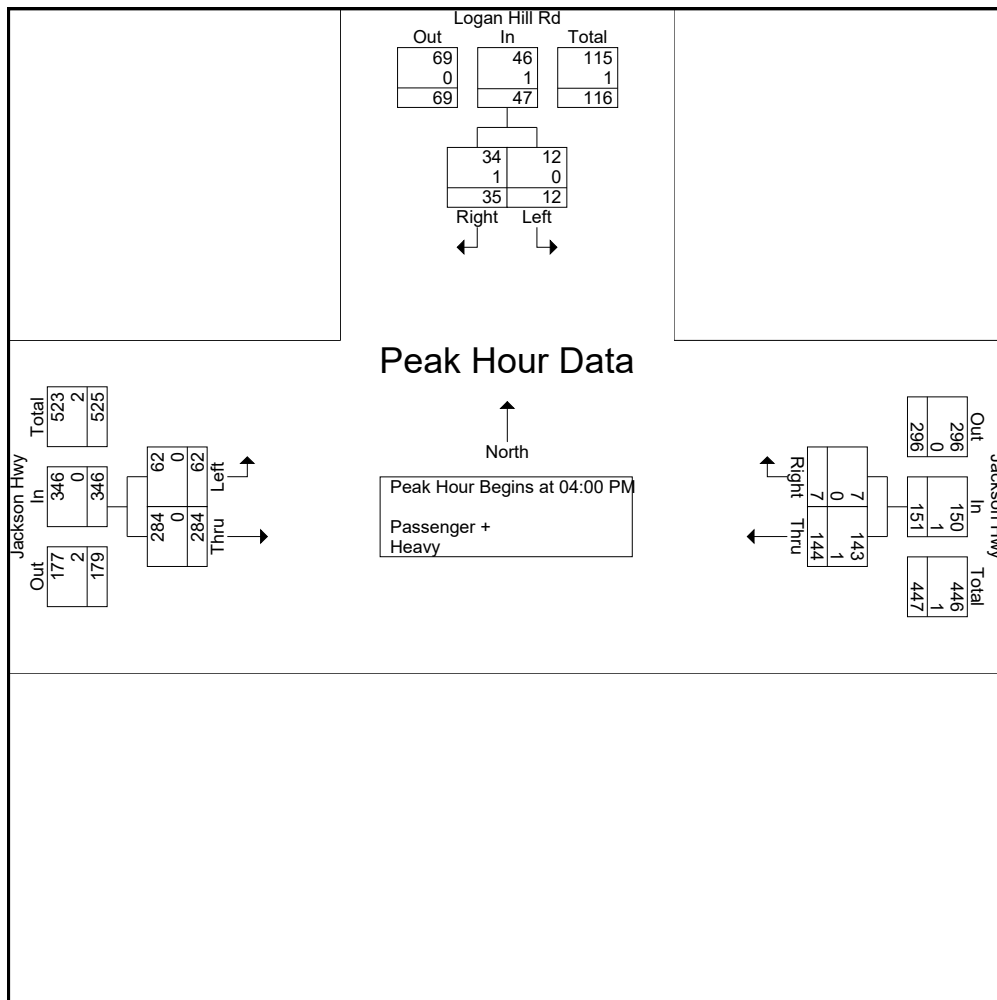 Logan Hill Rd
Out In Total
69 46 115
0 1 1
69 47 116
34 12
1 0
35 12
Right Left
Peak Hour Data
North
Peak Hour Begins at 04:00 PM
Passenger +
Heavy
Jackson Hwy
Out In Total
177 346 523
2 0 2
179 346 525
Thru Left
284 62
0 0
284 62
Jackson Hwy
Out In Total
296 150 446
0 1 1
296 151 447
Right Thru
7 143
0 1
7 144